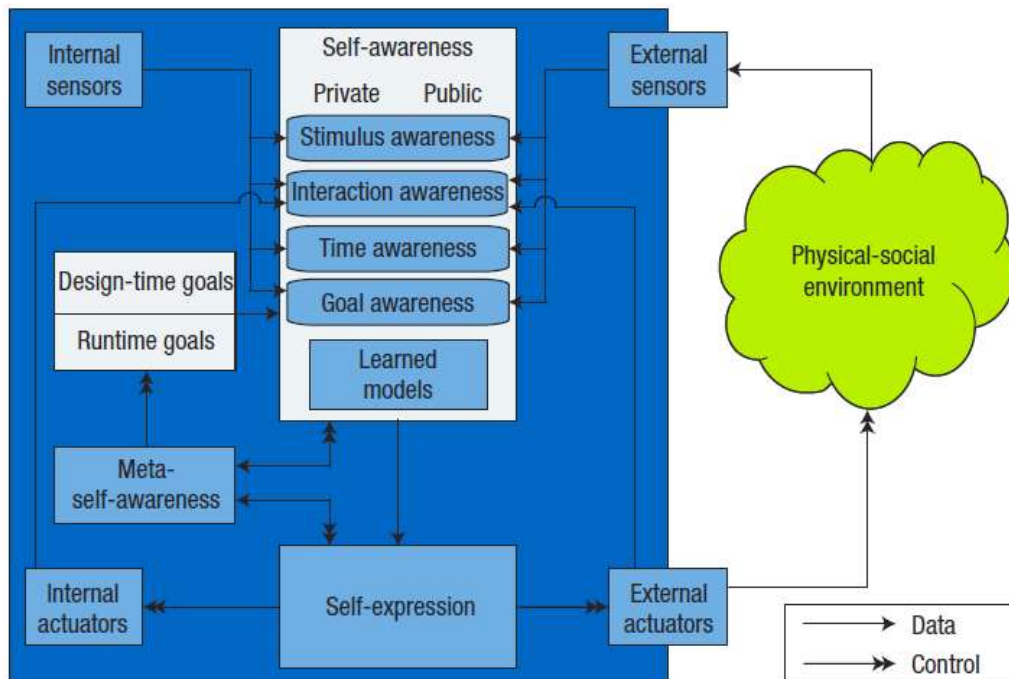 Internal
sensors
Self-awareness
Private Public
External
sensors
Stimulus awareness
Interaction awareness
Time awareness
Goal awareness
Design-time goals
Runtime goals
Learned
models
Physical-social
environment
Meta-
self-awareness
Internal
actuators
Self-expression
External
actuators
Data
Control